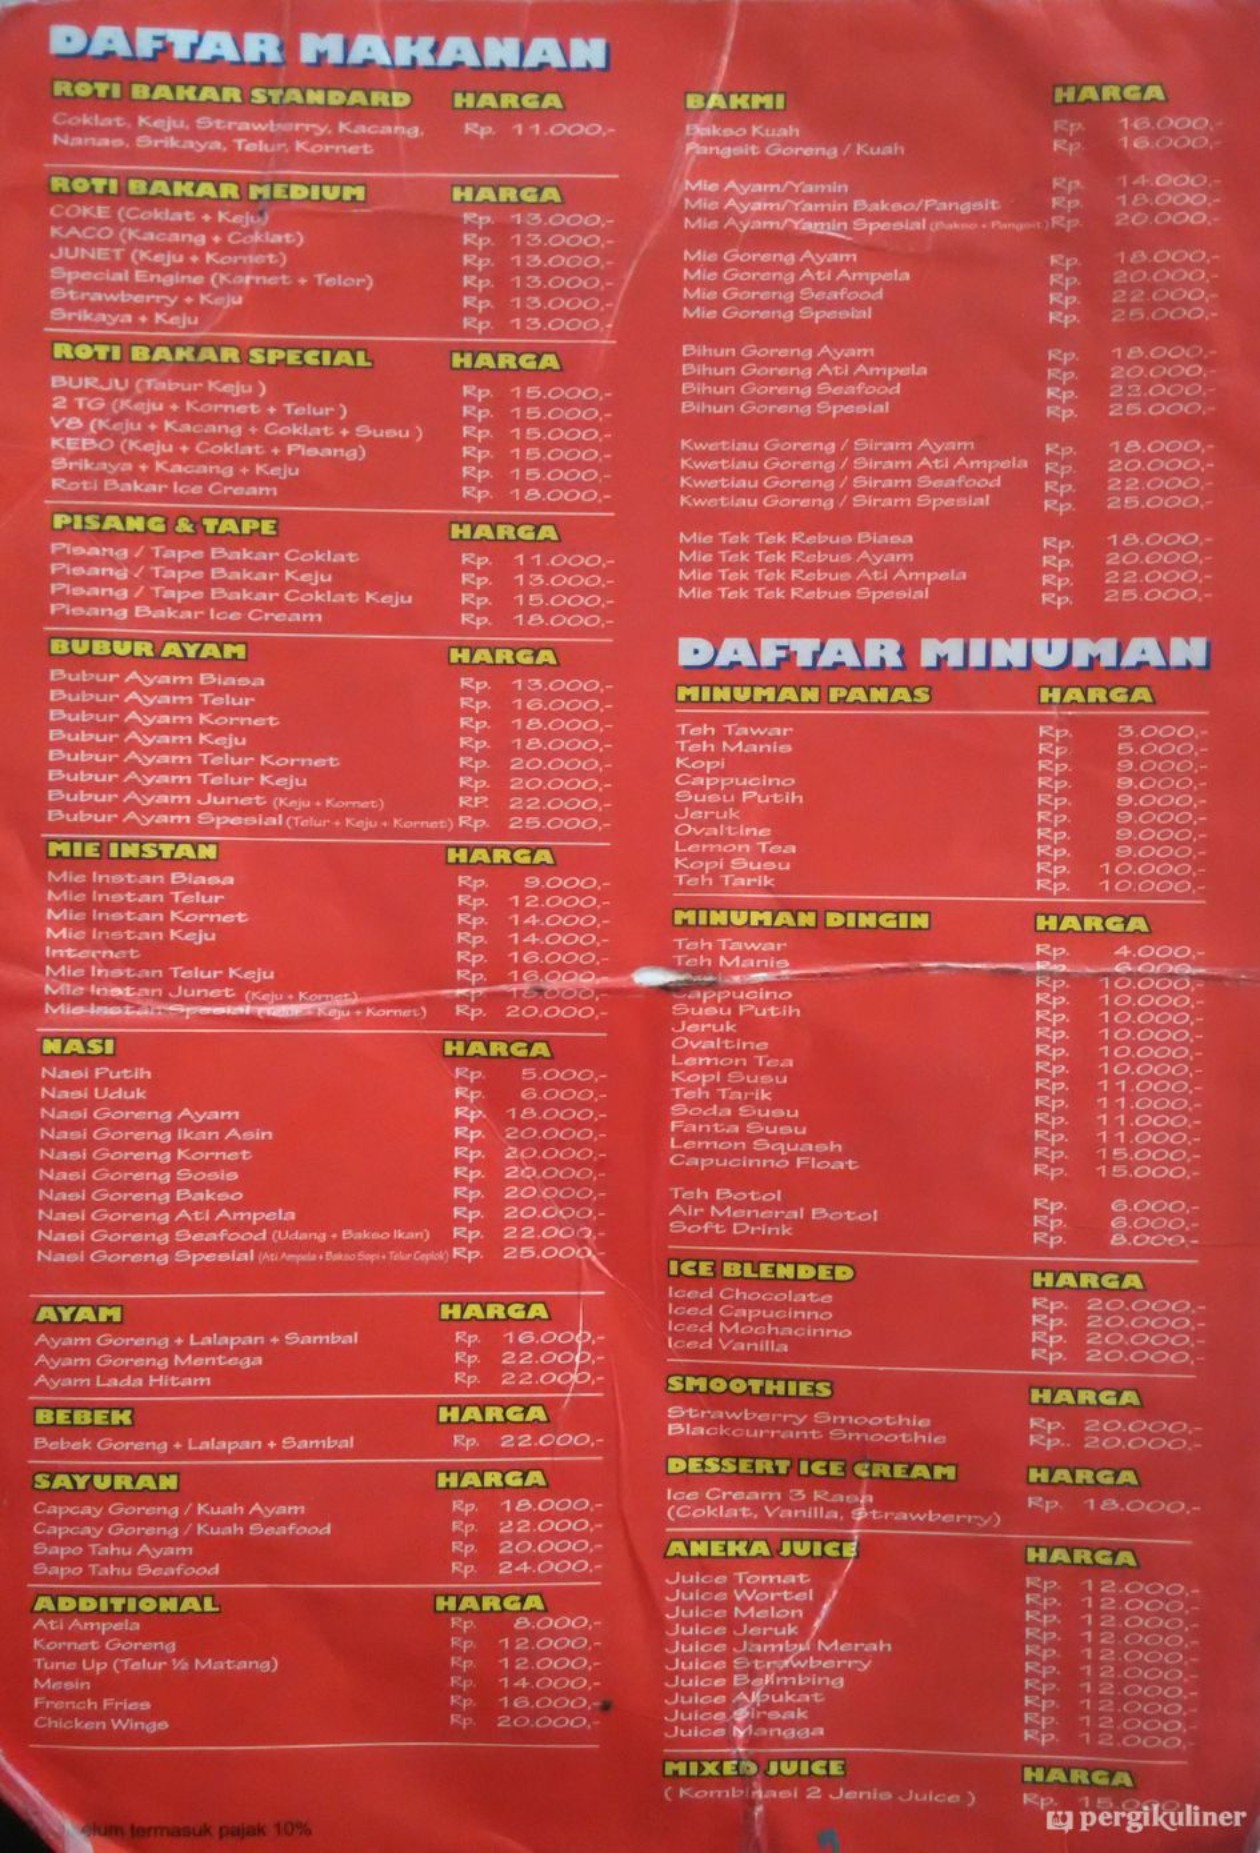 DAFTAR MAKANAN
ROTI BAKAR STANDARD HARGA
Coklat, Keju, Strawberry, Kacang, Rp. 11.000,-
Nanas, Srikaya, Telur, Kornet
ROTI BAKAR MEDIUM HARGA
COKE (Coklat + Keju) Rp. 13.000,-
KACO (Kacang + Coklat) Rp. 13.000,-
JUNET (Keju + Kornet) Rp. 13.000,-
Special Engine (Kornet + Telor) Rp. 13.000,-
Strawberry + Keju Rp. 13.000,-
Srikaya + Keju Rp. 13.000,-
ROTI BAKAR SPECIAL HARGA
BURJU (Tabur Keju ) Rp. 15.000,-
2 TG (Keju + Kornet + Telur ) Rp. 15.000,-
V8 (Keju + Kacang + Coklat + Susu ) Rp. 15.000,-
KEBO (Keju + Coklat + Pisang) Rp. 15.000,-
Srikaya + Kacang + Keju Rp. 15.000,-
Roti Bakar Ice Cream Rp. 18.000,-
PISANG & TAPE HARGA
Pisang / Tape Bakar Coklat Rp. 11.000,-
Pisang / Tape Bakar Keju Rp. 13.000,-
Pisang / Tape Bakar Coklat Keju Rp. 15.000,-
Pisang Bakar Ice Cream Rp. 18.000,-
BUBUR AYAM HARGA
Bubur Ayam Biasa Rp. 13.000,-
Bubur Ayam Telur Rp. 16.000,-
Bubur Ayam Kornet Rp. 18.000,-
Bubur Ayam Keju Rp. 18.000,-
Bubur Ayam Telur Kornet Rp. 20.000,-
Bubur Ayam Telur Keju Rp. 20.000,-
Bubur Ayam Junet (Keju + Kornet) RP. 22.000,-
Bubur Ayam Spesial (Telur + Keju + Kornet) Rp. 25.000,-
MIE INSTAN HARGA
Mie Instan Biasa Rp. 9.000,-
Mie Instan Telur Rp. 12.000,-
Mie Instan Kornet Rp. 14.000,-
Mie Instan Keju Rp. 14.000,-
Internet Rp. 16.000,-
Mie Instan Telur Keju Rp. 16.000,-
Mie Instan Junet (Keju + Kornet) Rp 18.000,-
Mie Instan Spesial (Telur + Keju + Kornet) Rp. 20.000,-
NASI HARGA
Nasi Putih Rp. 5.000,-
Nasi Uduk Rp. 6.000,-
Nasi Goreng Ayam Rp. 18.000,-
Nasi Goreng Ikan Asin Rp. 20.000,-
Nasi Goreng Kornet Rp. 20.000,-
Nasi Goreng Sosis Rp. 20.000,-
Nasi Goreng Bakso Rp. 20.000,-
Nasi Goreng Ati Ampela Rp. 20.000,-
Nasi Goreng Seafood (Udang + Bakso Ikan) Rp. 22.000,-
Nasi Goreng Spesial (Ati Ampela + Bakso Sapi + Telur Ceplok) Rp. 25.000,-
AYAM HARGA
Ayam Goreng + Lalapan + Sambal Rp. 16.000,-
Ayam Goreng Mentega Rp. 22.000,-
Ayam Lada Hitam Rp. 22.000,-
BEBEK HARGA
Bebek Goreng + Lalapan + Sambal Rp. 22.000,-
SAYURAN HARGA
Capcay Goreng / Kuah Ayam Rp. 18.000,-
Capcay Goreng / Kuah Seafood Rp. 22.000,-
Sapo Tahu Ayam Rp. 20.000,-
Sapo Tahu Seafood Rp. 24.000,-
ADDITIONAL HARGA
Ati Ampela Rp. 8.000,-
Kornet Goreng Rp. 12.000,-
Tune Up (Telur ½ Matang) Rp. 12.000,-
Mesin Rp. 14.000,-
French Fries Rp. 16.000,-
Chicken Wings Rp. 20.000,-
termasuk pajak 10%
BAKMI HARGA
Bakso Kuah Rp. 16.000,-
Pangsit Goreng / Kuah Rp. 16.000,-
Mie Ayam/Yamin Rp. 14.000,-
Mie Ayam/Yamin Bakso/Pangsit Rp. 18.000,-
Mie Ayam/Yamin Spesial (Bakso + Pangsit) Rp. 20.000,-
Mie Goreng Ayam Rp. 18.000,-
Mie Goreng Ati Ampela Rp. 20.000,-
Mie Goreng Seafood Rp. 22.000,-
Mie Goreng Spesial Rp. 25.000,-
Bihun Goreng Ayam Rp. 18.000,-
Bihun Goreng Ati Ampela Rp. 20.000,-
Bihun Goreng Seafood Rp. 22.000,-
Bihun Goreng Spesial Rp. 25.000,-
Kwetiau Goreng / Siram Ayam Rp. 18.000,-
Kwetiau Goreng / Siram Ati Ampela Rp. 20.000,-
Kwetiau Goreng / Siram Seafood Rp. 22.000,-
Kwetiau Goreng / Siram Spesial Rp. 25.000,-
Mie Tek Tek Rebus Biasa Rp. 18.000,-
Mie Tek Tek Rebus Ayam Rp. 20.000,-
Mie Tek Tek Rebus Ati Ampela Rp. 22.000,-
Mie Tek Tek Rebus Spesial Rp. 25.000,-
DAFTAR MINUMAN
MINUMAN PANAS HARGA
Teh Tawar Rp. 3.000,-
Teh Manis Rp 5.000,-
Kopi Rp. 9.000,-
Cappucino Rp. 9.000,-
Susu Putih Rp. 9.000,-
Jeruk Rp. 9.000,-
Ovaltine Rp. 9.000,-
Lemon Tea Rp. 9.000,-
Kopi Susu Rp. 10.000,-
Teh Tarik Rp. 10.000,-
MINUMAN DINGIN HARGA
Teh Tawar Rp. 4.000,-
Teh Manis Rp. 6.000,-
Rp. 10.000,-
Cappucino Rp. 10.000,-
Susu Putih Rp. 10.000,-
Jeruk Rp. 10.000,-
Ovaltine Rp. 10.000,-
Lemon Tea Rp. 10.000,-
Kopi Susu Rp. 11.000,-
Teh Tarik Rp. 11.000,-
Soda Susu Rp. 11.000,-
Fanta Susu Rp. 11.000,-
Lemon Squash Rp. 15.000,-
Capucinno Float Rp. 15.000,-
Teh Botol Rp. 6.000,-
Air Meneral Botol Rp. 6.000,-
Soft Drink Rp. 8.000,-
ICE BLENDED HARGA
Iced Chocolate Rp. 20.000,-
Iced Capucinno Rp. 20.000,-
Iced Mochacinno Rp. 20.000,-
Iced Vanilla Rp. 20.000,-
SMOOTHIES HARGA
Strawberry Smoothie Rp. 20.000,-
Blackcurrant Smoothie Rp.. 20.000,-
DESSERT ICE CREAM HARGA
Ice Cream 3 Rasa Rp. 18.000,-
(Coklat, Vanilla, Strawberry)
ANEKA JUICE HARGA
Juice Tomat Rp. 12.000,-
Juice Wortel Rp. 12.000,-
Juice Melon Rp. 12.000,-
Juice Jeruk Rp. 12.000,-
Juice Jambu Merah Rp. 12.000,-
Juice Strawberry Rp. 12.000,-
Juice Belimbing Rp. 12.000,-
Juice Alpukat Rp. 12.000,-
Juice Sirsak Rp. 12.000,-
Juice Mangga Rp. 12.000,-
MIXED JUICE HARGA
( Kombinasi 2 Jenis Juice ) Rp. 15.000
pergikuliner